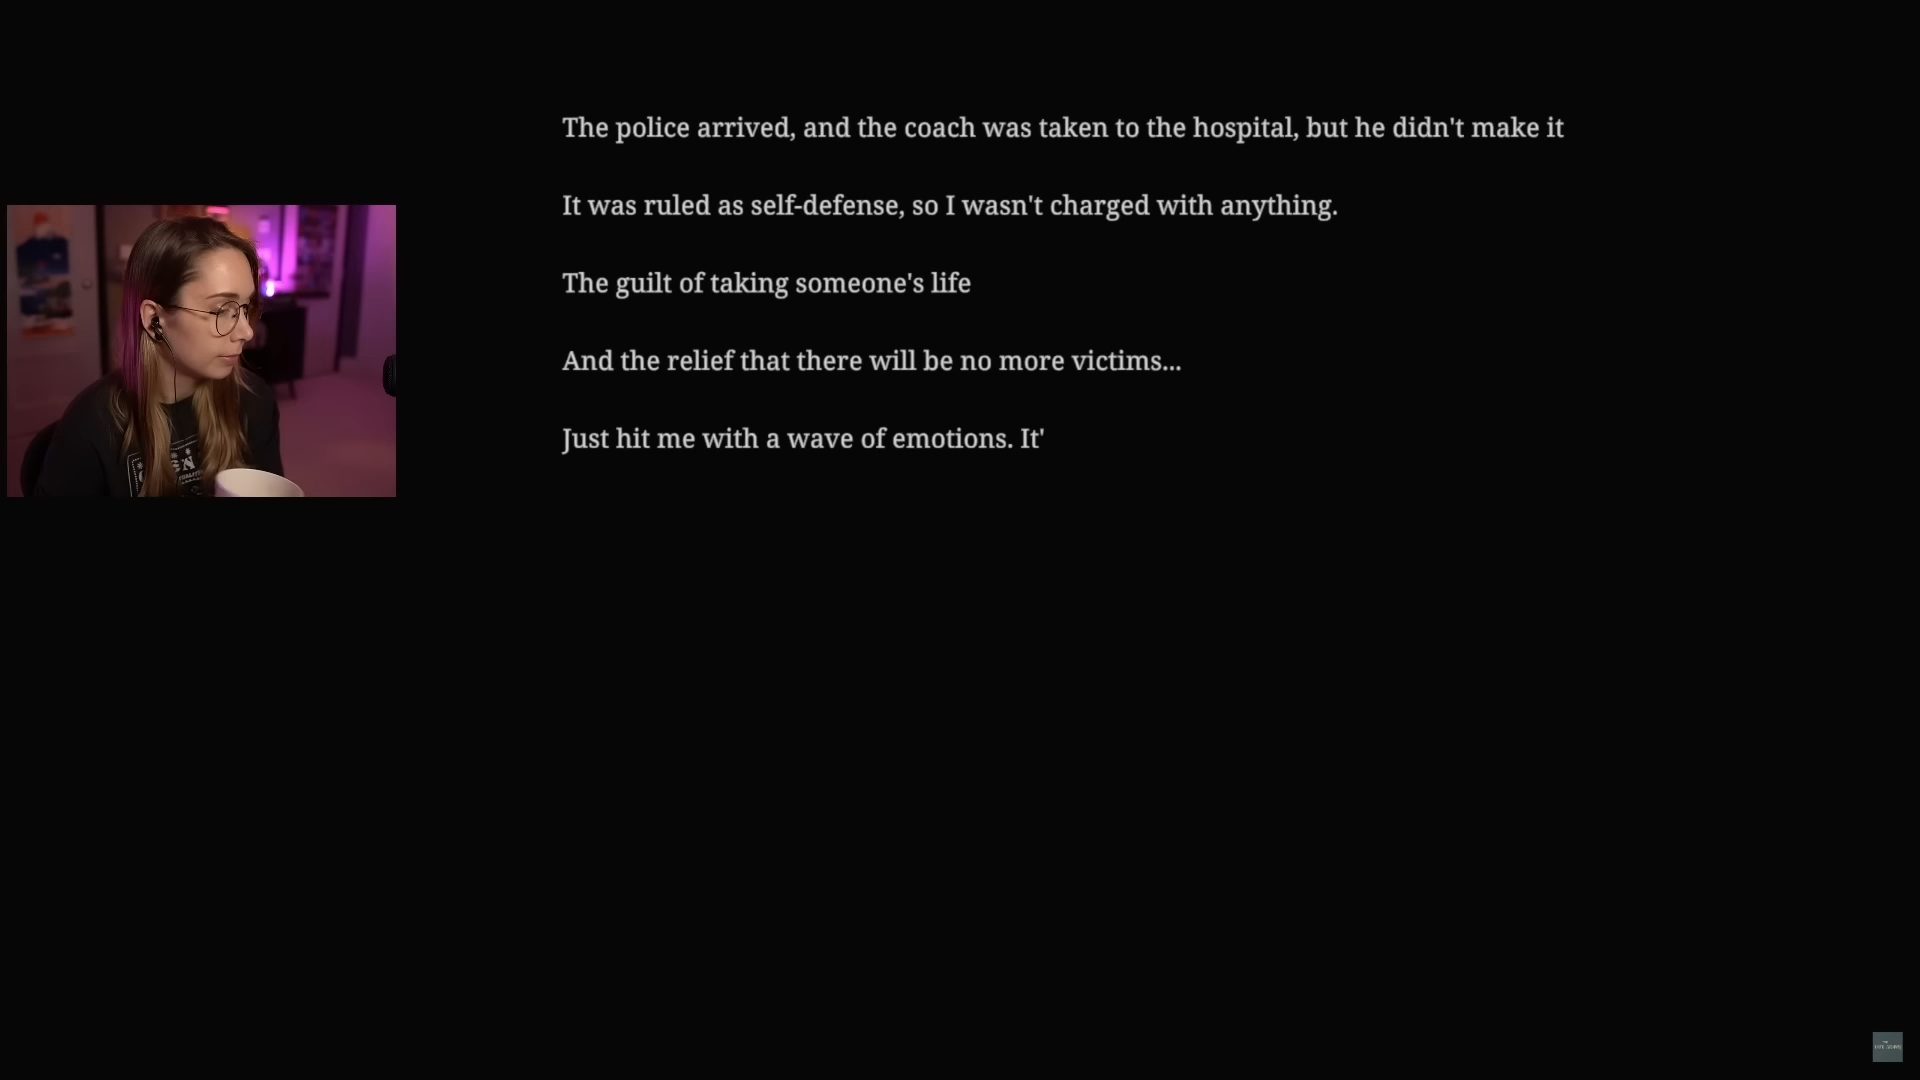 The police arrived, and the coach was taken to the hospital, but he didn't make it
It was ruled as self-defense, so I wasn't charged with anything.
The guilt of taking someone's life
And the relief that there will be no more victims...
Just hit me with a wave of emotions. It'